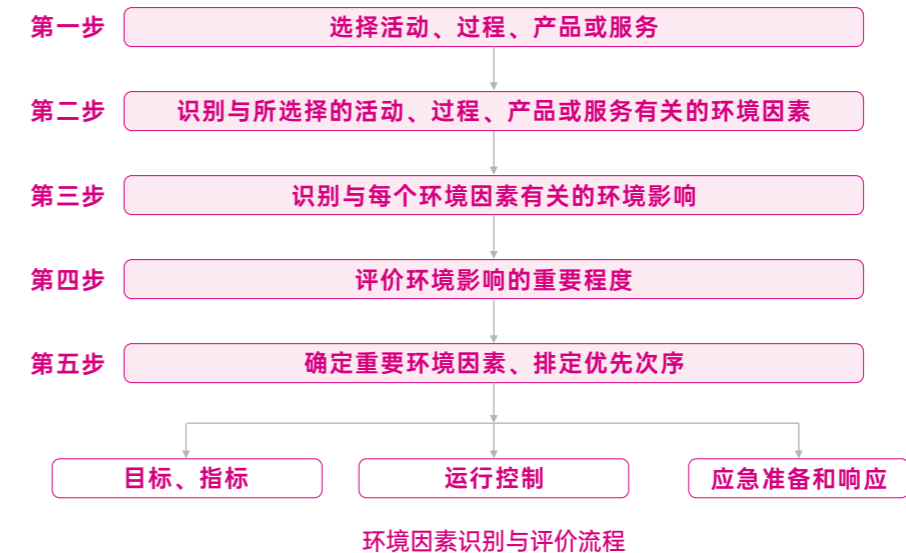 第一步 选择活动、过程、产品或服务
第二步 识别与所选择的活动、过程、产品或服务有关的环境因素
第三步 识别与每个环境因素有关的环境影响
第四步 评价环境影响的重要程度
第五步 确定重要环境因素、排定优先次序
目标、指标 运行控制 应急准备和响应
环境因素识别与评价流程